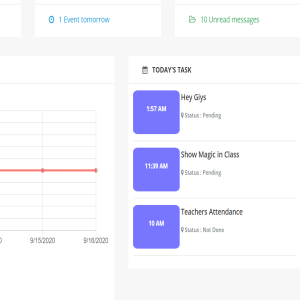 1 Event tomorrow
10 Unread messages
TODAY'S TASK
1:57 AM
Hey Giys
Status : Pending
11:39 AM
Show Magic in Class
Status : Pending
10 AM
Teachers Attendance
Status : Not Done
0
9/15/2020
9/16/2020